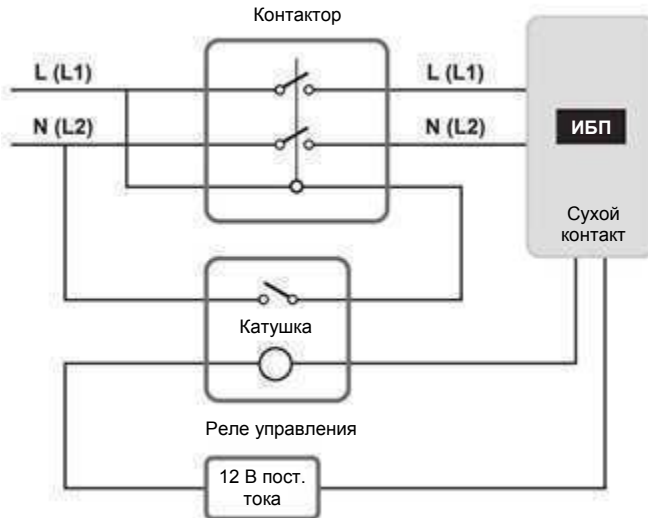 Контактор
L (L1)
L (L1)
N (L2)
N (L2)
ИБП
Сухой
контакт
Катушка
Реле управления
12 В пост.
тока